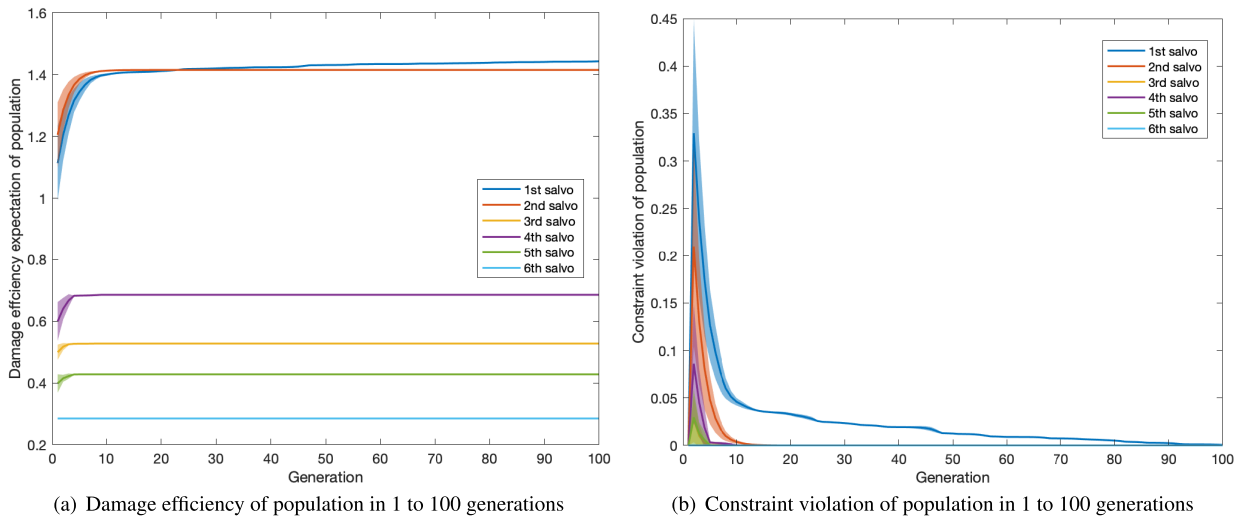 Damage effciency expectation of population
1.6
1.4
1.2
1
0.8
0.6
0.4
0.2
1st salvo
2nd salvo
3rd salvo
4th salvo
5th salvo
6th salvo
0 10 20 30 40 50 60 70 80 90 100
Generation
(a) Damage efficiency of population in 1 to 100 generations
Constraint violation of population
0.45
0.4
0.35
0.3
0.25
0.2
0.15
0.1
0.05
0
1st salvo
2nd salvo
3rd salvo
4th salvo
5th salvo
6th salvo
0 10 20 30 40 50 60 70 80 90 100
Generation
(b) Constraint violation of population in 1 to 100 generations